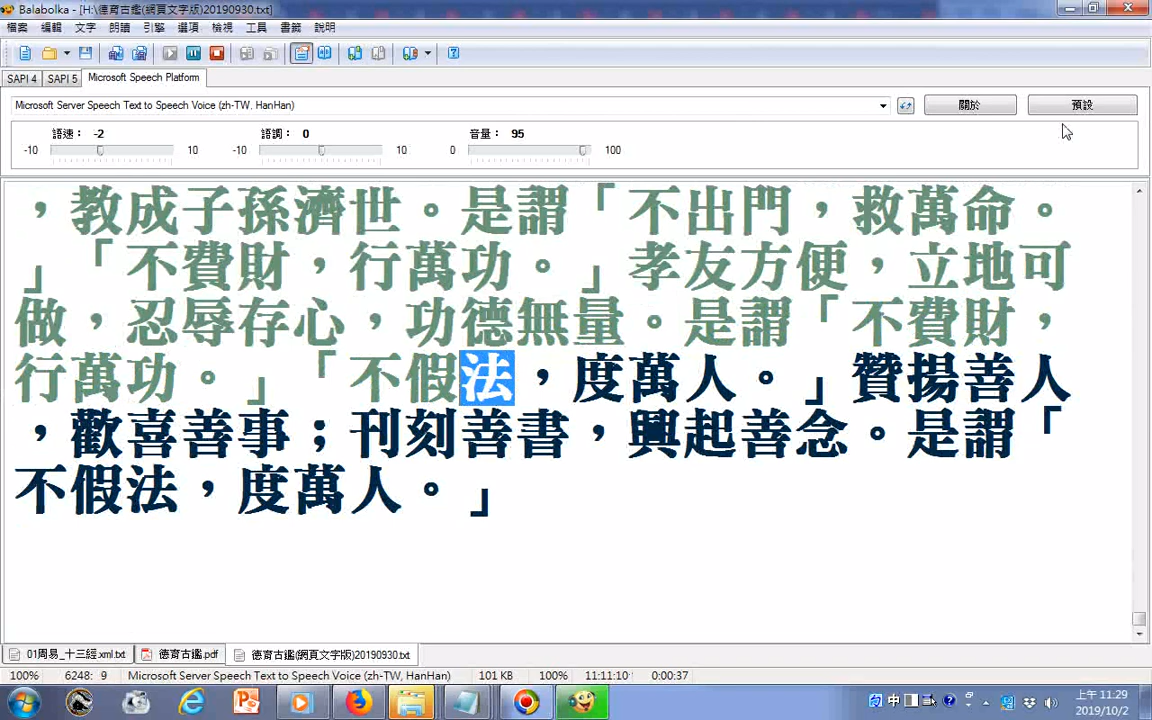 Balabolka - [H:\德育古鑑(網頁文字版)20190930.txt]
檔案 編輯 文字 朗讀 引擎 選項 檢視 工具 書籤 說明
SAPI 4 SAPI 5 Microsoft Speech Platform
Microsoft Server Speech Text to Speech Voice (zh-TW, HanHan) 關於 預設
語速： -2 語調： 0 音量： 95
-10 10 -10 10 0 100
，教成子孫濟世。是謂「不出門，救萬命。
」「不費財，行萬功。」孝友方便，立地可
做，忍辱存心，功德無量。是謂「不費財，
行萬功。」「不假法，度萬人。」贊揚善人
，歡喜善事；刊刻善書，興起善念。是謂「
不假法，度萬人。」
01周易_十三經.xml.txt 德育古鑑.pdf 德育古鑑(網頁文字版)20190930.txt
100% 6248: 9 Microsoft Server Speech Text to Speech Voice (zh-TW, HanHan) 101 KB 100% 11:11:10 0:00:37
中 上午 11:29
2019/10/2